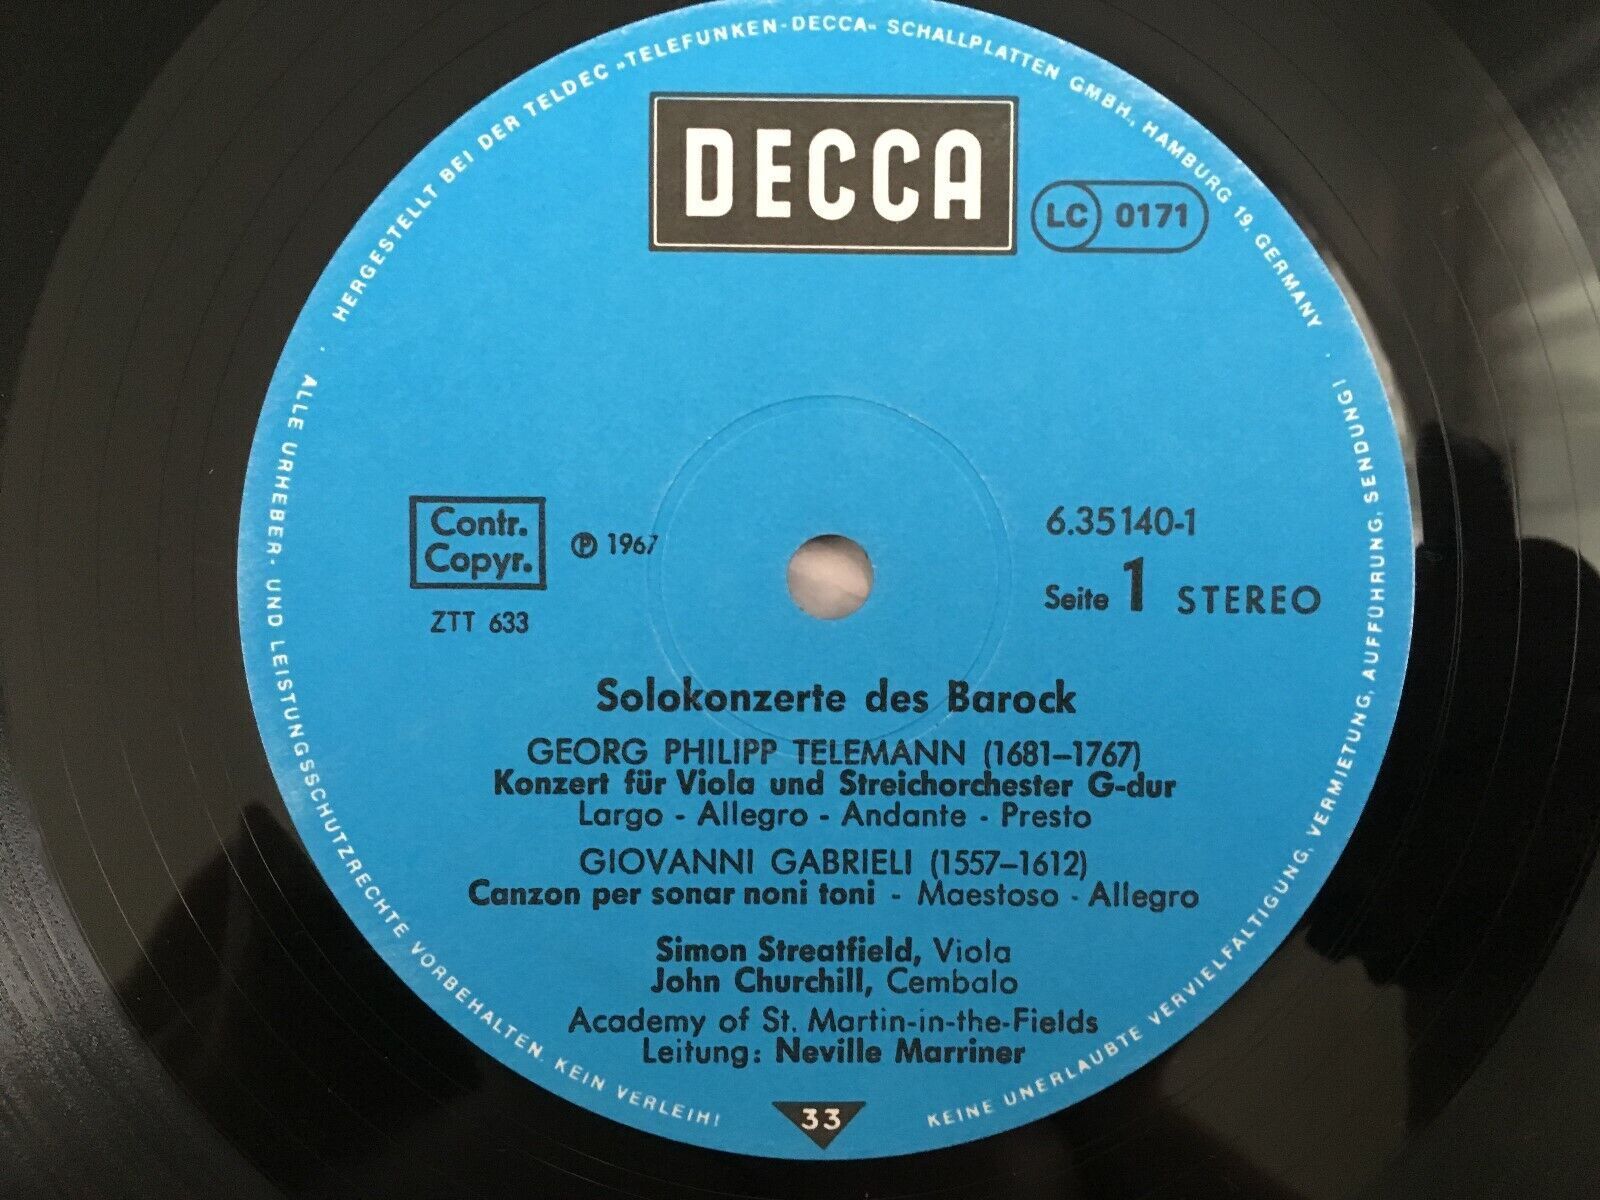 HERGESTELLT BEI DER TELDEC »TELEFUNKEN-DECCA« SCHALLPLATTEN GMBH., HAMBURG 19, GERMANY
DECCA
LC 0171
Contr.
Copyr.
℗ 1967
ZTT 633
6.35140-1
Seite 1 STEREO
Solokonzerte des Barock
GEORG PHILIPP TELEMANN (1681–1767)
Konzert für Viola und Streichorchester G-dur
Largo - Allegro - Andante - Presto
GIOVANNI GABRIELI (1557–1612)
Canzon per sonar noni toni - Maestoso - Allegro
Simon Streatfield, Viola
John Churchill, Cembalo
Academy of St. Martin-in-the-Fields
Leitung: Neville Marriner
33
ALLE URHEBER- UND LEISTUNGSSCHUTZRECHTE VORBEHALTEN. KEIN VERLEIH!
KEINE UNERLAUBTE VERVIELFÄLTIGUNG, VERMIETUNG, AUFFÜHRUNG, SENDUNG!